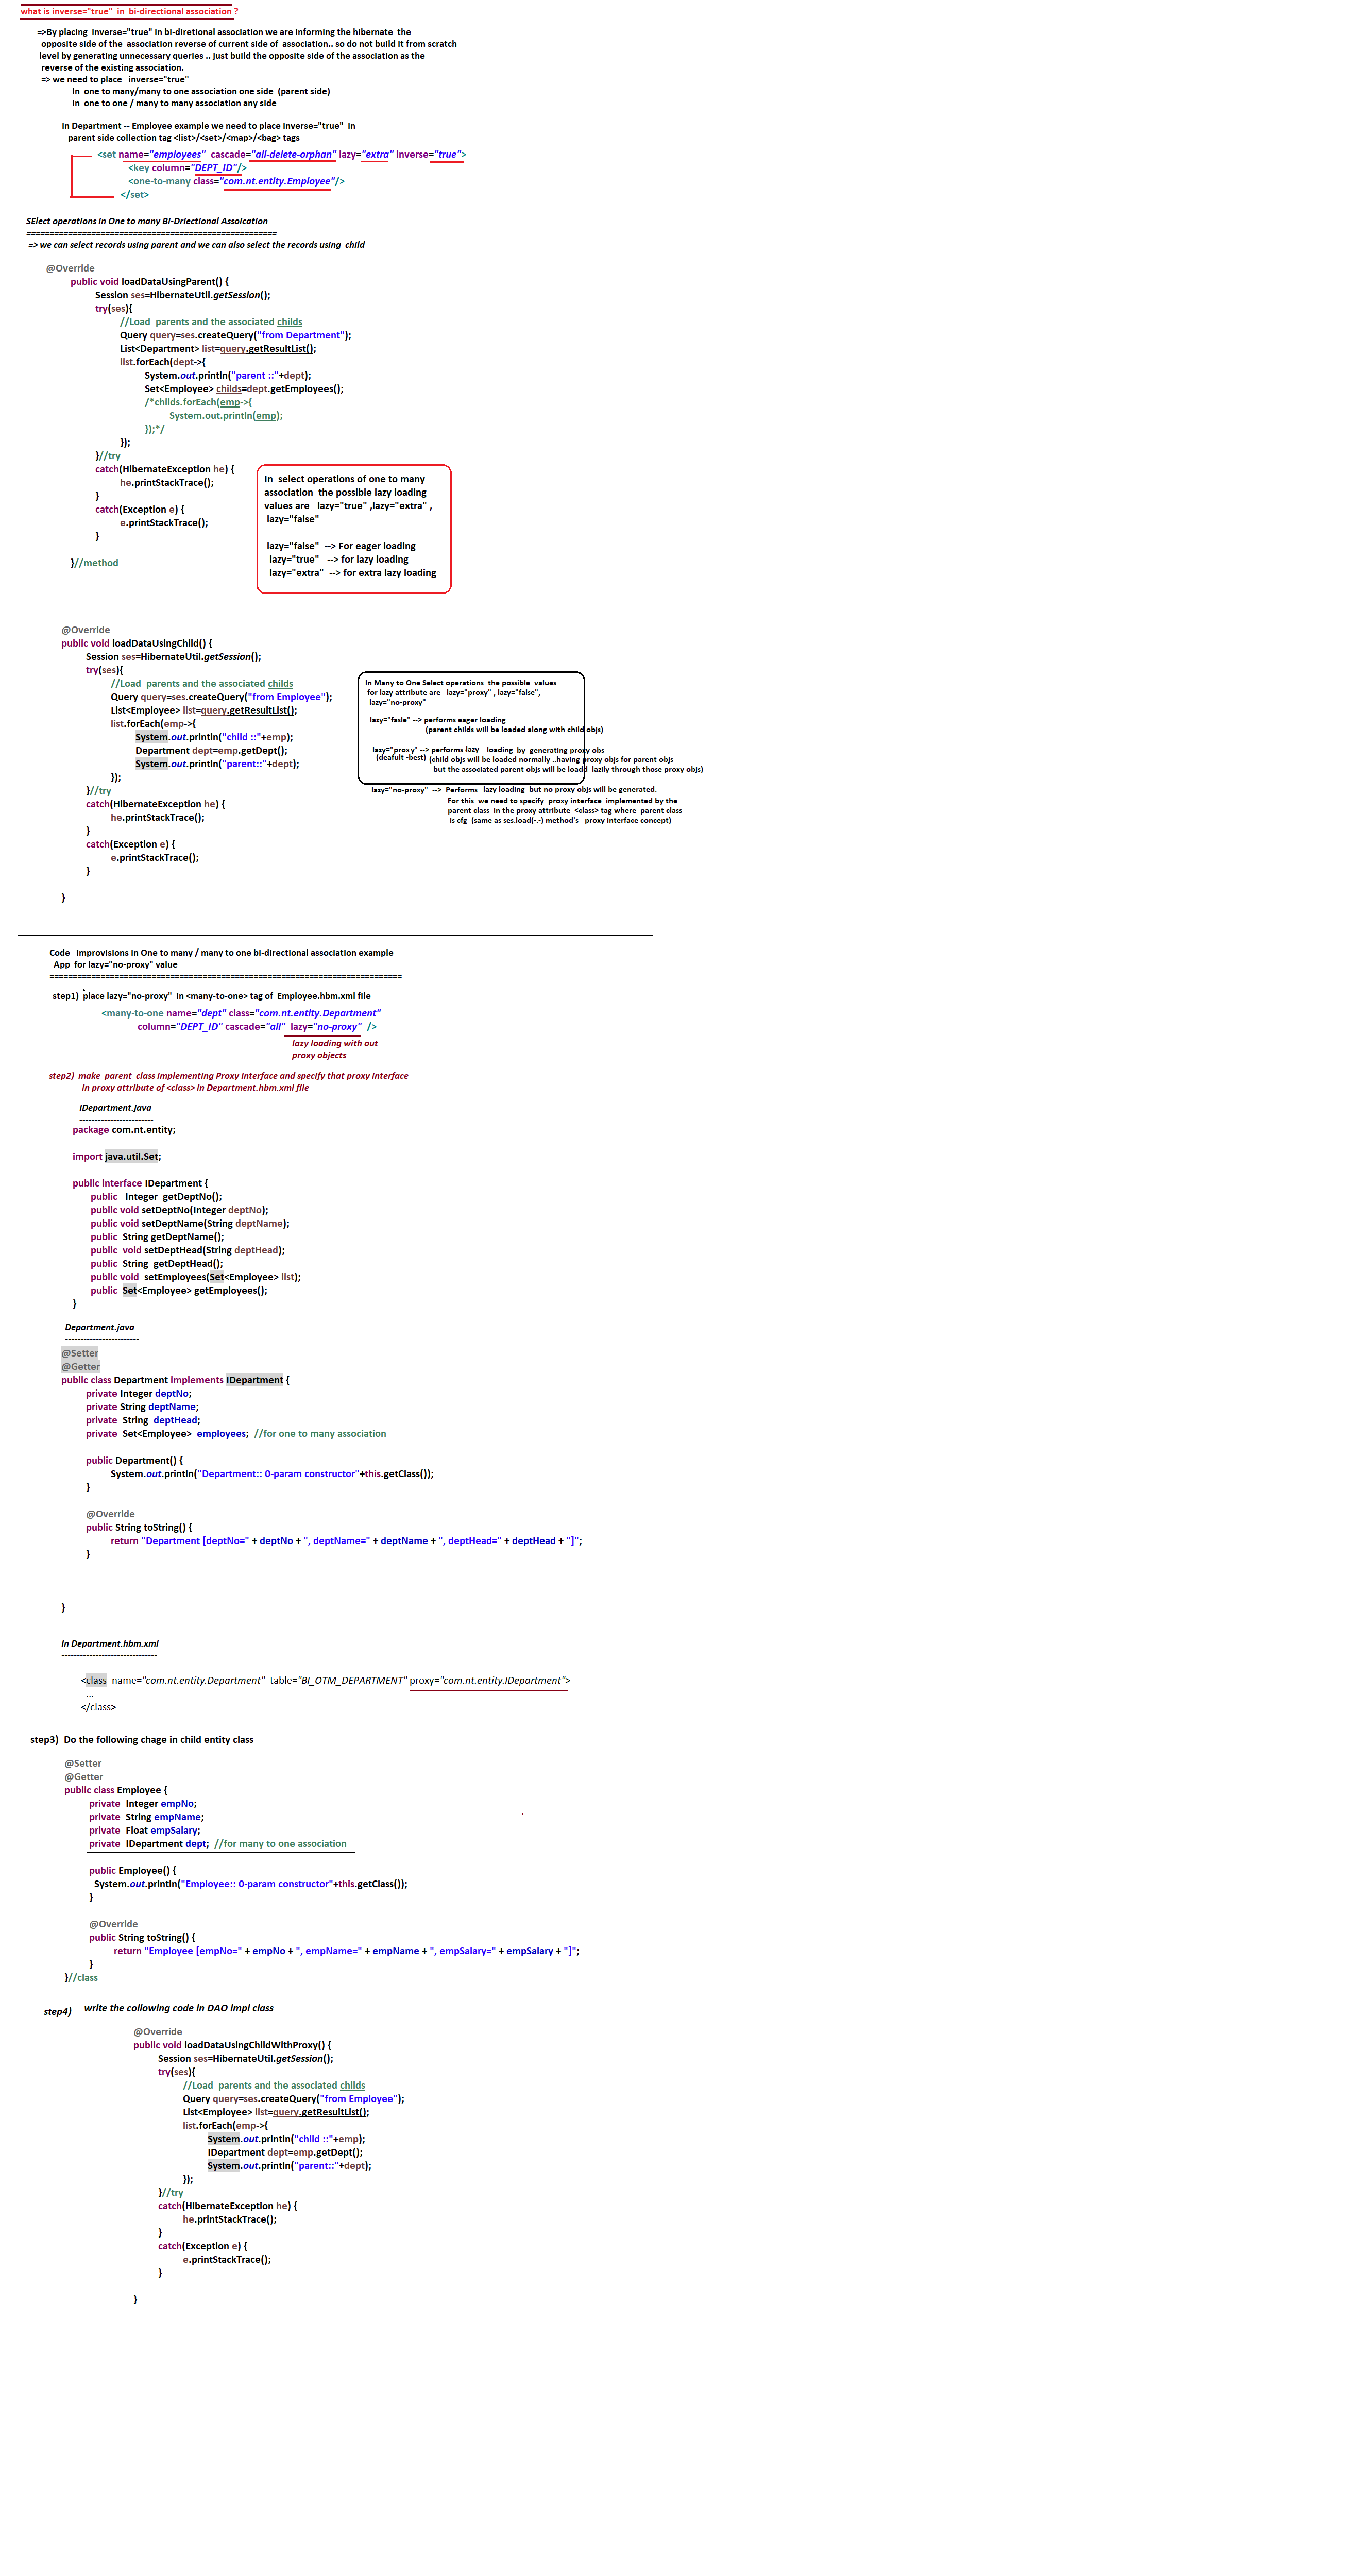 what is inverse="true" in bi-directional association ?
=>By placing inverse="true" in bi-diretional association we are informing the hibernate the
opposite side of the association reverse of current side of association.. so do not build it from scratch
level by generating unnecessary queries .. just build the opposite side of the association as the
reverse of the existing association.
=> we need to place inverse="true"
In one to many/many to one association one side (parent side)
In one to one / many to many association any side
In Department -- Employee example we need to place inverse="true" in
parent side collection tag <list>/<set>/<map>/<bag> tags
<set name="employees" cascade="all-delete-orphan" lazy="extra" inverse="true">
<key column="DEPT_ID"/>
<one-to-many class="com.nt.entity.Employee"/>
</set>
SElect operations in One to many Bi-Driectional Assoication
======================================================
=> we can select records using parent and we can also select the records using child
@Override
public void loadDataUsingParent() {
Session ses=HibernateUtil.getSession();
try(ses){
//Load parents and the associated childs
Query query=ses.createQuery("from Department");
List<Department> list=query.getResultList();
list.forEach(dept->{
System.out.println("parent ::"+dept);
Set<Employee> childs=dept.getEmployees();
/*childs.forEach(emp->{
System.out.println(emp);
});*/
});
}//try
catch(HibernateException he) {
he.printStackTrace();
}
catch(Exception e) {
e.printStackTrace();
}
}//method
In select operations of one to many
association the possible lazy loading
values are lazy="true" ,lazy="extra" ,
lazy="false"
lazy="false" --> For eager loading
lazy="true" --> for lazy loading
lazy="extra" --> for extra lazy loading
@Override
public void loadDataUsingChild() {
Session ses=HibernateUtil.getSession();
try(ses){
//Load parents and the associated childs
Query query=ses.createQuery("from Employee");
List<Employee> list=query.getResultList();
list.forEach(emp->{
System.out.println("child ::"+emp);
Department dept=emp.getDept();
System.out.println("parent::"+dept);
});
}//try
catch(HibernateException he) {
he.printStackTrace();
}
catch(Exception e) {
e.printStackTrace();
}
}
In Many to One Select operations the possible values
for lazy attribute are lazy="proxy" , lazy="false",
lazy="no-proxy"
lazy="fasle" --> performs eager loading
(parent childs will be loaded along with child objs)
lazy="proxy" --> performs lazy loading by generating proxy obs
(deafult -best) (child objs will be loaded normally ..having proxy objs for parent objs
but the associated parent objs will be loadd lazily through those proxy objs)
lazy="no-proxy" --> Performs lazy loading but no proxy objs will be generated.
For this we need to specify proxy interface implemented by the
parent class in the proxy attribute <class> tag where parent class
is cfg (same as ses.load(-.-) method's proxy interface concept)
Code improvisions in One to many / many to one bi-directional association example
App for lazy="no-proxy" value
============================================================================
step1) place lazy="no-proxy" in <many-to-one> tag of Employee.hbm.xml file
<many-to-one name="dept" class="com.nt.entity.Department"
column="DEPT_ID" cascade="all" lazy="no-proxy" />
lazy loading with out
proxy objects
step2) make parent class implementing Proxy Interface and specify that proxy interface
in proxy attribute of <class> in Department.hbm.xml file
IDepartment.java
------------------------
package com.nt.entity;
import java.util.Set;
public interface IDepartment {
public Integer getDeptNo();
public void setDeptNo(Integer deptNo);
public void setDeptName(String deptName);
public String getDeptName();
public void setDeptHead(String deptHead);
public String getDeptHead();
public void setEmployees(Set<Employee> list);
public Set<Employee> getEmployees();
}
Department.java
------------------------
@Setter
@Getter
public class Department implements IDepartment {
private Integer deptNo;
private String deptName;
private String deptHead;
private Set<Employee> employees; //for one to many association
public Department() {
System.out.println("Department:: 0-param constructor"+this.getClass());
}
@Override
public String toString() {
return "Department [deptNo=" + deptNo + ", deptName=" + deptName + ", deptHead=" + deptHead + "]";
}
}
In Department.hbm.xml
-------------------------------
<class name="com.nt.entity.Department" table="BI_OTM_DEPARTMENT" proxy="com.nt.entity.IDepartment">
...
</class>
step3) Do the following chage in child entity class
@Setter
@Getter
public class Employee {
private Integer empNo;
private String empName;
private Float empSalary;
private IDepartment dept; //for many to one association
public Employee() {
System.out.println("Employee:: 0-param constructor"+this.getClass());
}
@Override
public String toString() {
return "Employee [empNo=" + empNo + ", empName=" + empName + ", empSalary=" + empSalary + "]";
}
}//class
step4) write the collowing code in DAO impl class
@Override
public void loadDataUsingChildWithProxy() {
Session ses=HibernateUtil.getSession();
try(ses){
//Load parents and the associated childs
Query query=ses.createQuery("from Employee");
List<Employee> list=query.getResultList();
list.forEach(emp->{
System.out.println("child ::"+emp);
IDepartment dept=emp.getDept();
System.out.println("parent::"+dept);
});
}//try
catch(HibernateException he) {
he.printStackTrace();
}
catch(Exception e) {
e.printStackTrace();
}
}